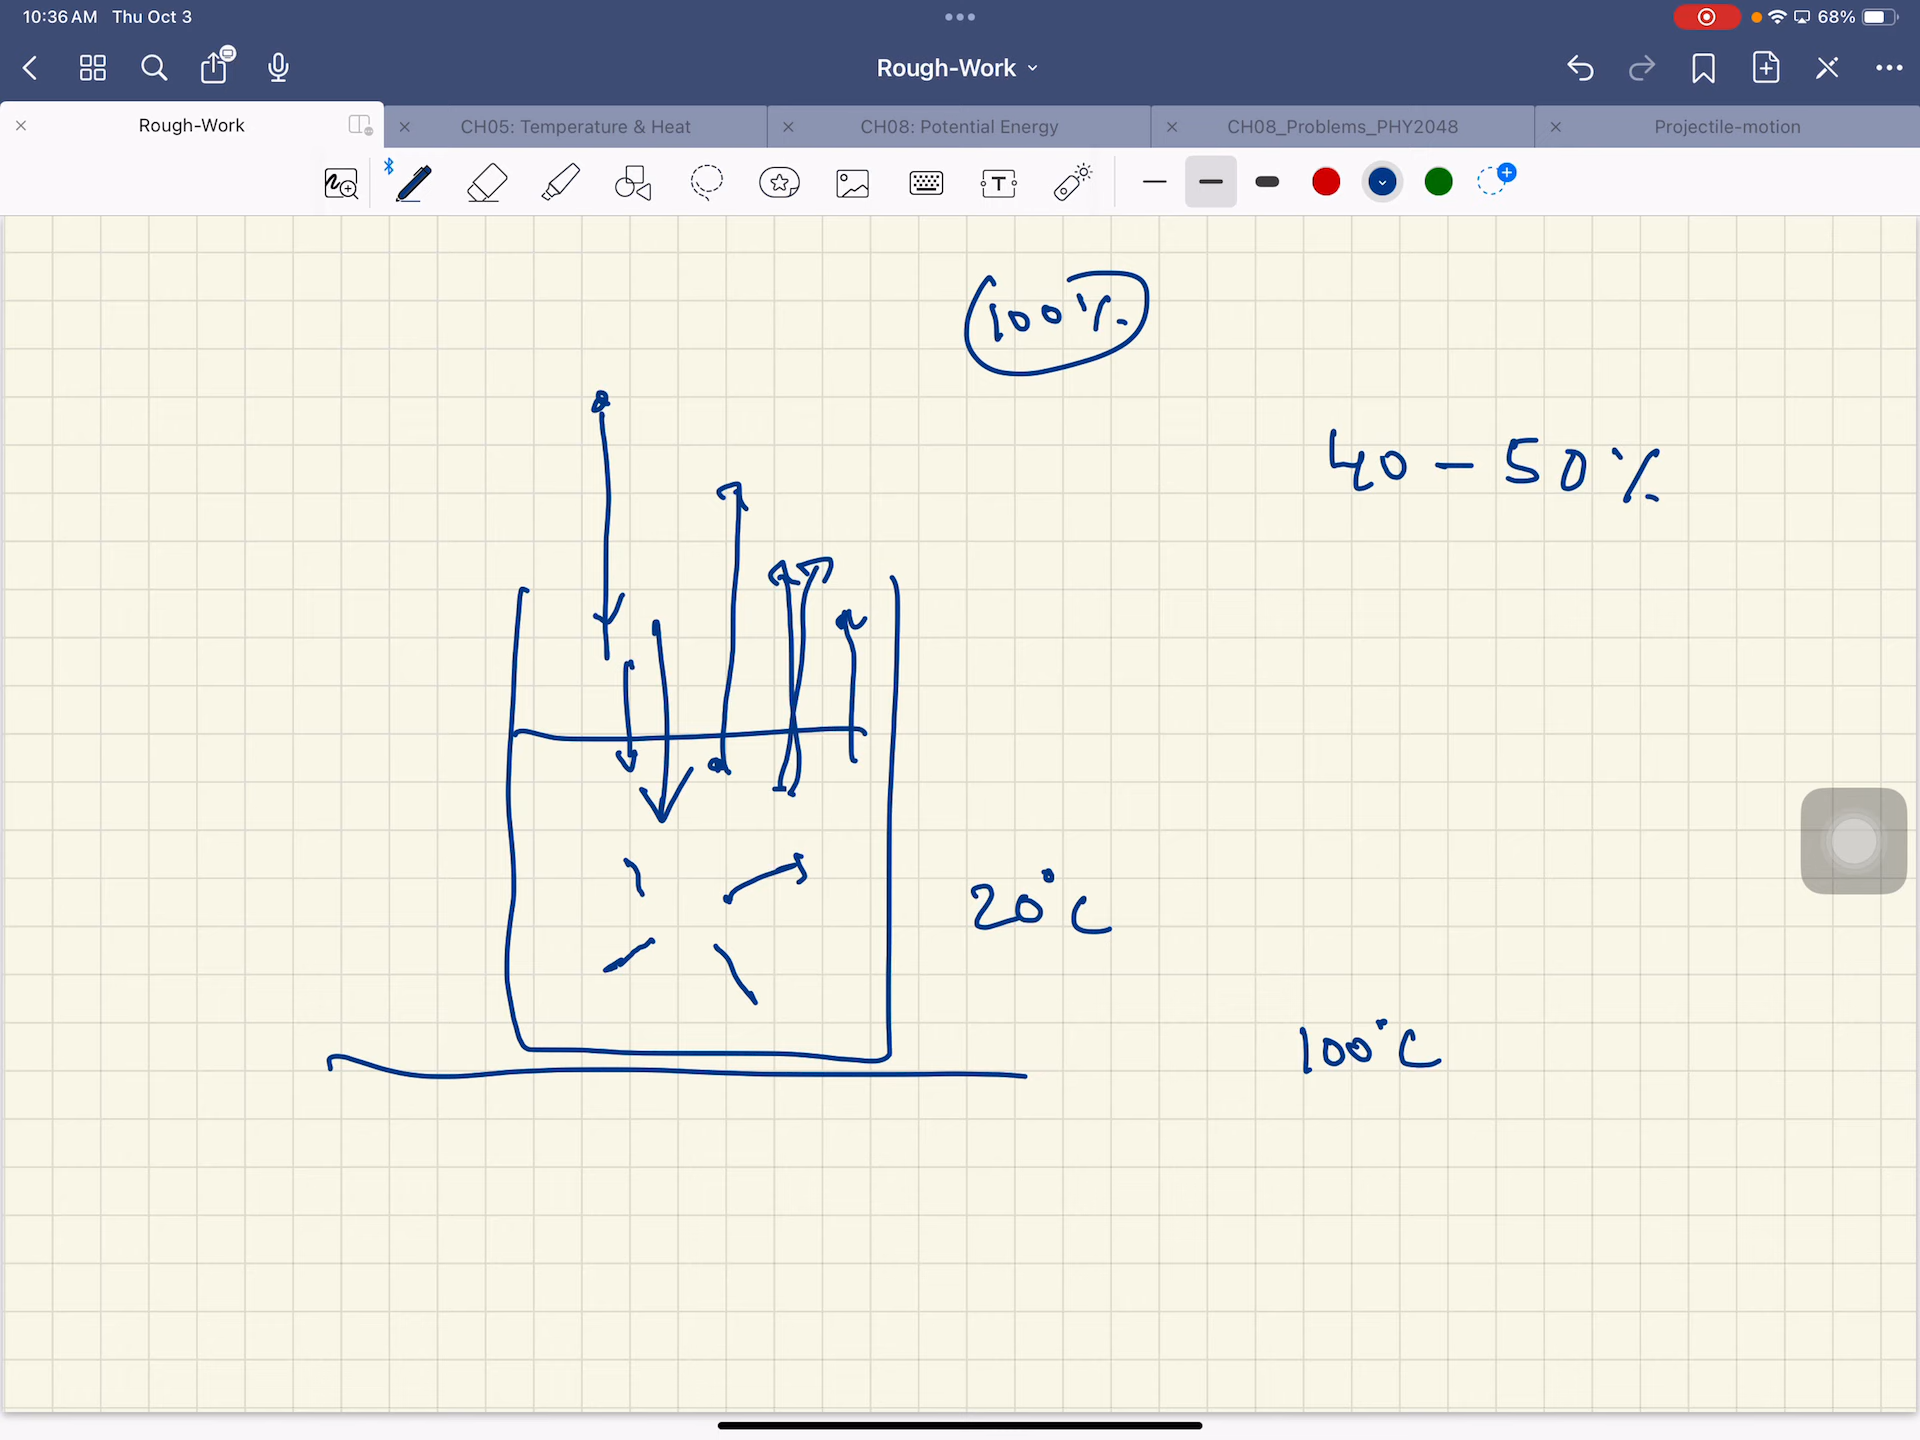 10:36 AM Thu Oct 3
68%
Rough-Work
Rough-Work
CH05: Temperature & Heat
CH08: Potential Energy
CH08_Problems_PHY2048
Projectile-motion
T
100%
40 - 50%
20°C
100°C